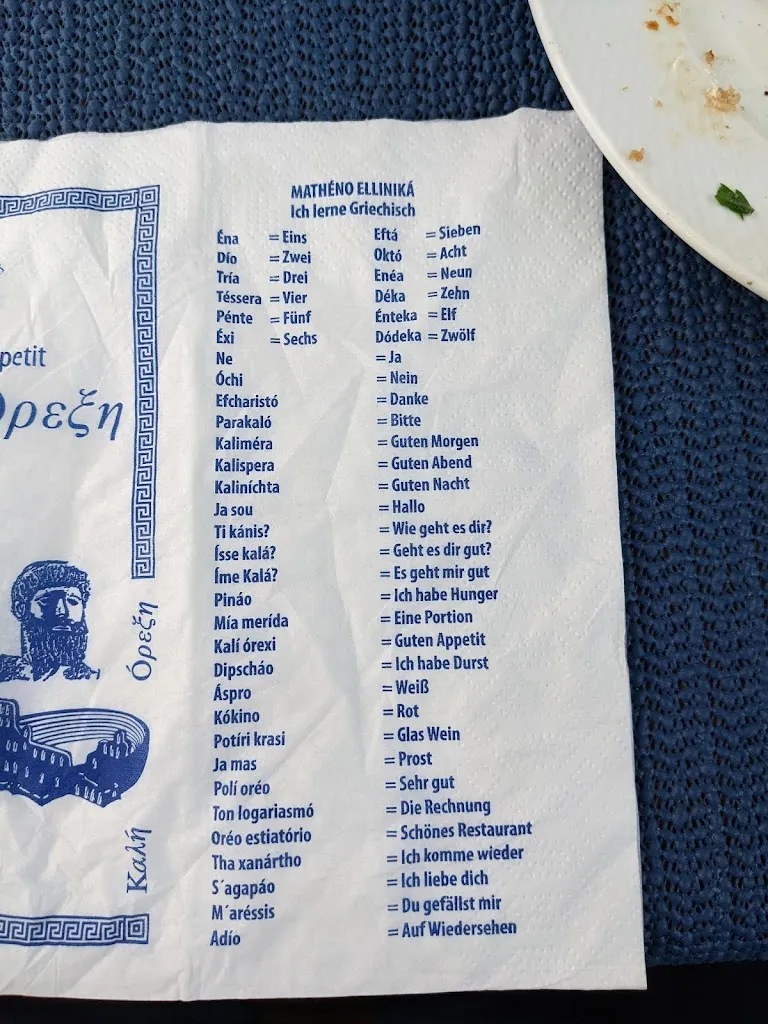 petit
Όρεξη
Καλή Όρεξη
MATHÉNO ELLINIKÁ
Ich lerne Griechisch
Éna = Eins Eftá = Sieben
Dío = Zwei Októ = Acht
Tría = Drei Enéa = Neun
Téssera = Vier Déka = Zehn
Pénte = Fünf Énteka = Elf
Éxi = Sechs Dódeka = Zwölf
Ne = Ja
Óchi = Nein
Efcharistó = Danke
Parakaló = Bitte
Kaliméra = Guten Morgen
Kalispera = Guten Abend
Kaliníchta = Guten Nacht
Ja sou = Hallo
Ti kánis? = Wie geht es dir?
Ísse kalá? = Geht es dir gut?
Íme Kalá? = Es geht mir gut
Pináo = Ich habe Hunger
Mía merída = Eine Portion
Kalí órexi = Guten Appetit
Dipscháo = Ich habe Durst
Áspro = Weiß
Kókino = Rot
Potíri krasi = Glas Wein
Ja mas = Prost
Polí oréo = Sehr gut
Ton logariasmó = Die Rechnung
Oréo estiatório = Schönes Restaurant
Tha xanártho = Ich komme wieder
S´agapáo = Ich liebe dich
M´aréssis = Du gefällst mir
Adío = Auf Wiedersehen